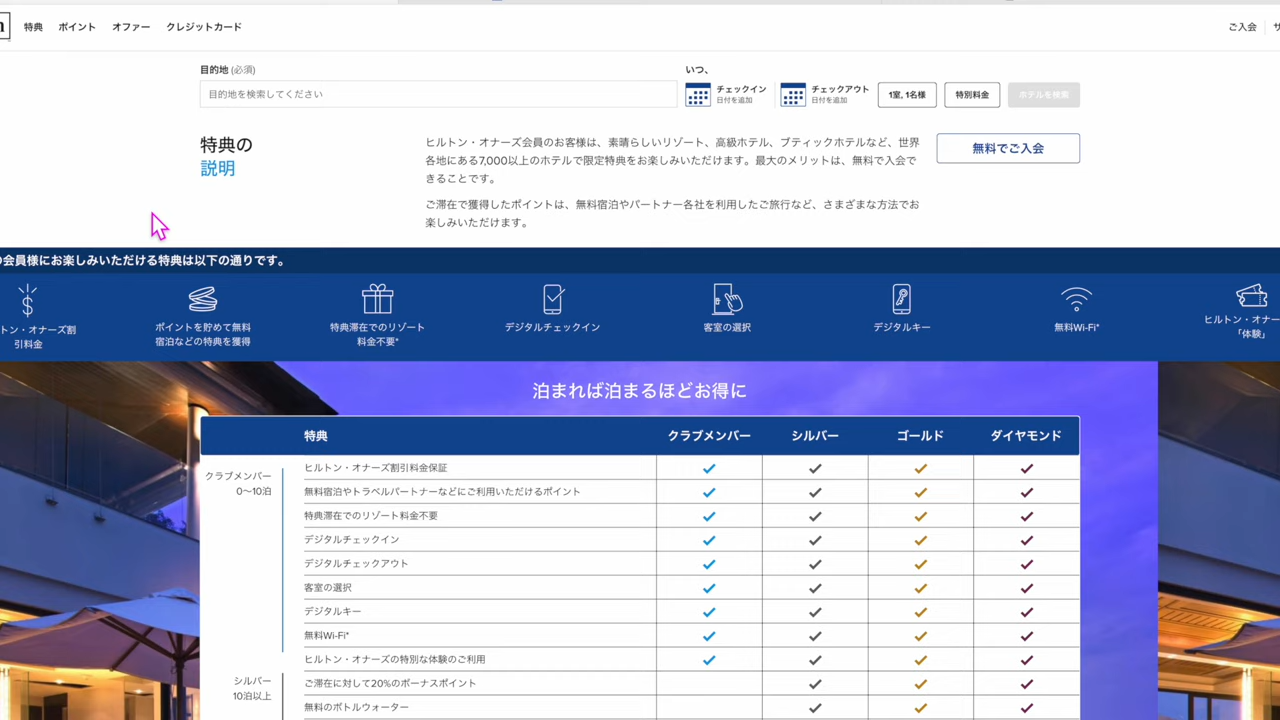 特典 ポイント オファー クレジットカード ご入会
目的地 (必須)
いつ、
目的地を検索してください
チェックイン
日付を追加
チェックアウト
日付を追加
1室, 1名様
特別料金
ホテルを検索
特典の
説明
ヒルトン・オナーズ会員のお客様は、素晴らしいリゾート、高級ホテル、ブティックホテルなど、世界
各地にある7,000以上のホテルで限定特典をお楽しみいただけます。最大のメリットは、無料で入会で
きることです。
ご滞在で獲得したポイントは、無料宿泊やパートナー各社を利用したご旅行など、さまざまな方法でお
楽しみいただけます。
無料でご入会
の会員様にお楽しみいただける特典は以下の通りです。
トン・オナーズ割
引料金
ポイントを貯めて無料
宿泊などの特典を獲得
特典滞在でのリゾート
料金不要*
デジタルチェックイン
客室の選択
デジタルキー
無料Wi-Fi*
ヒルトン・オナー
「体験」
泊まれば泊まるほどお得に
特典 クラブメンバー シルバー ゴールド ダイヤモンド
クラブメンバー
0〜10泊
ヒルトン・オナーズ割引料金保証
無料宿泊やトラベルパートナーなどにご利用いただけるポイント
特典滞在でのリゾート料金不要
デジタルチェックイン
デジタルチェックアウト
客室の選択
デジタルキー
無料Wi-Fi*
ヒルトン・オナーズの特別な体験のご利用
シルバー
10泊以上
ご滞在に対して20%のボーナスポイント
無料のボトルウォーター